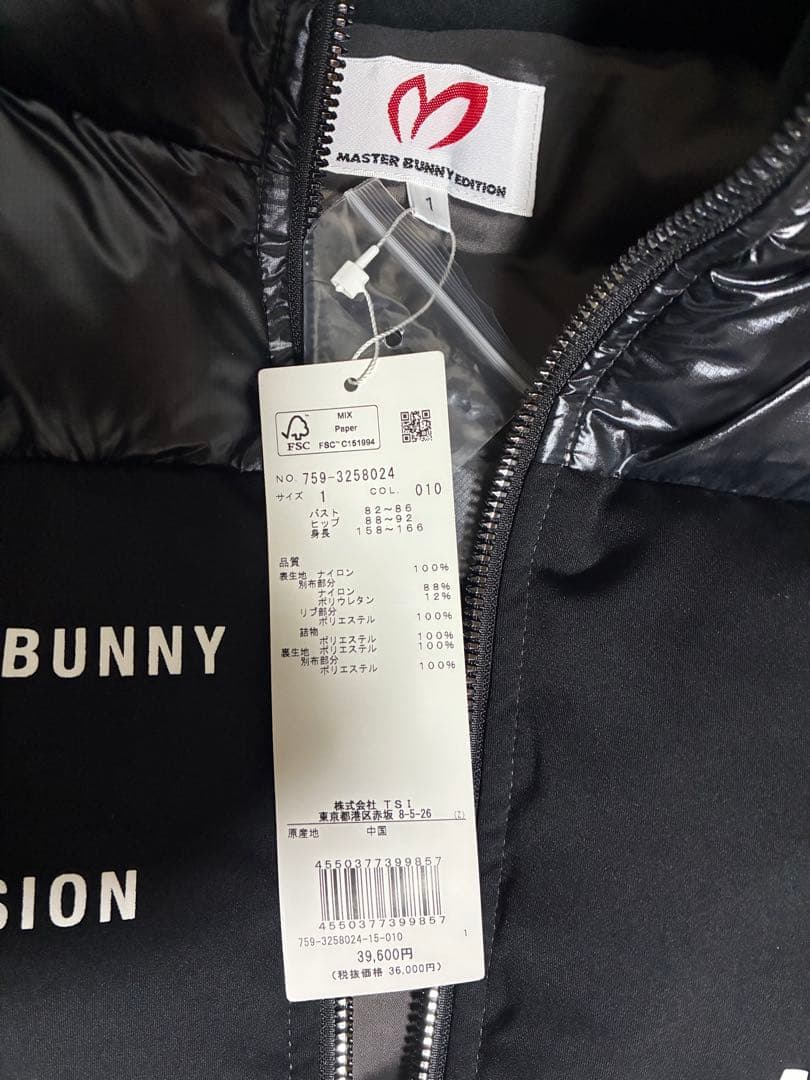 MASTER BUNNY EDITION
1
MIX
Paper
FSC™ C151994
FSC
NO. 759-3258024
サイズ 1 COL. 010
バスト 82～86
ヒップ 88～92
身長 158～166
品質
表生地 ナイロン 100%
別布部分
ナイロン 88%
ポリウレタン 12%
リブ部分
ポリエステル 100%
詰物
ポリエステル 100%
裏生地 ポリエステル 100%
別布部分
ポリエステル 100%
BUNNY
SION
株式会社 TSI
東京都港区赤坂 8-5-26 (Z)
原産地 中国
4550377399857
4550377399857
759-3258024-15-010 1
39,600円
(税抜価格 36,000円)